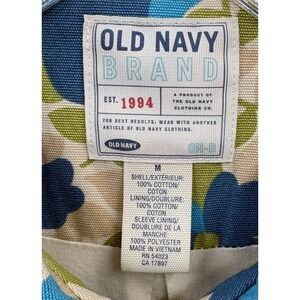 OLD NAVY
BRAND
EST. 1994
A PRODUCT OF
THE OLD NAVY
CLOTHING CO.
FOR BEST RESULTS: WEAR WITH ANOTHER
ARTICLE OF OLD NAVY CLOTHING.
OLD NAVY
ON-B
M
SHELL/EXTÉRIEUR:
100% COTTON/
COTON
LINING/DOUBLURE:
100% COTTON/
COTON
SLEEVE LINING/
DOUBLURE DE LA
MANCHE
100% POLYESTER
MADE IN VIETNAM
RN 54023
CA 17897